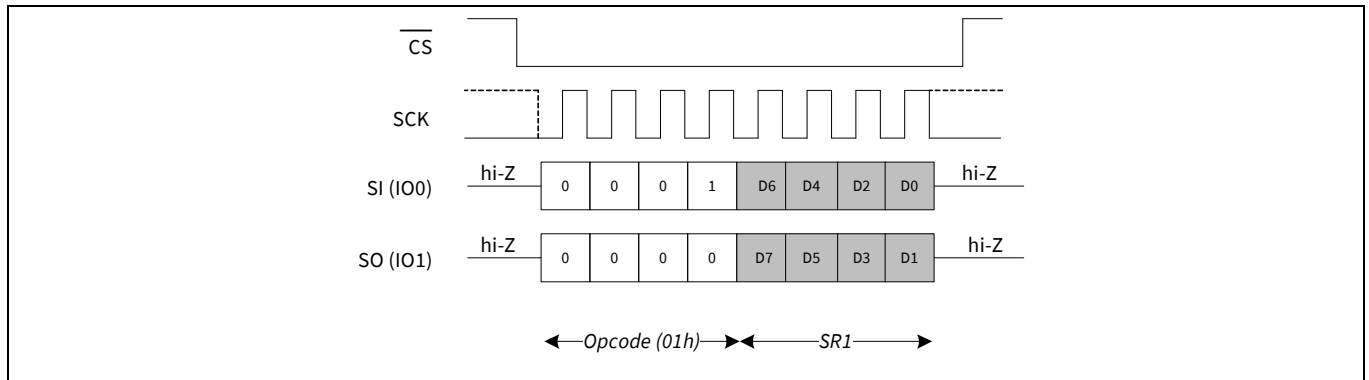 CS
SCK
hi-Z hi-Z
SI (IO0) 0 0 0 1 D6 D4 D2 D0
hi-Z hi-Z
SO (IO1) 0 0 0 0 D7 D5 D3 D1
Opcode (01h) SR1